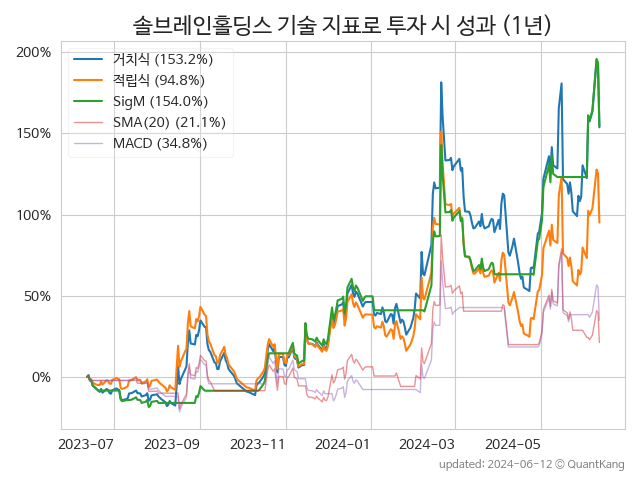 솔브레인홀딩스 기술 지표로 투자 시 성과 (1년)
200%
150%
100%
50%
0%
거치식 (153.2%)
적립식 (94.8%)
SigM (154.0%)
SMA(20) (21.1%)
MACD (34.8%)
2023-07
2023-09
2023-11
2024-01
2024-03
2024-05
updated: 2024-06-12 © QuantKang